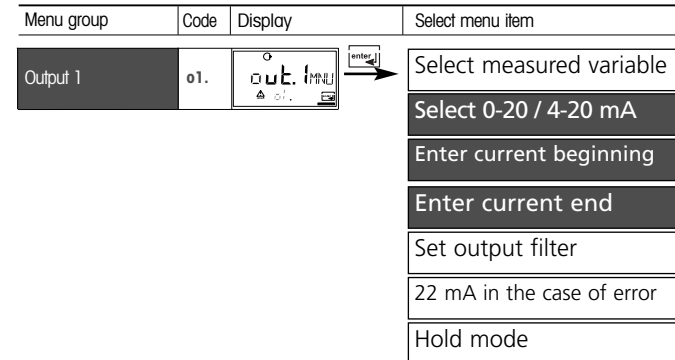 Menu group Code Display Select menu item
Output 1 o1. out.1 MNU enter
o1.
Select measured variable
Select 0-20 / 4-20 mA
Enter current beginning
Enter current end
Set output filter
22 mA in the case of error
Hold mode